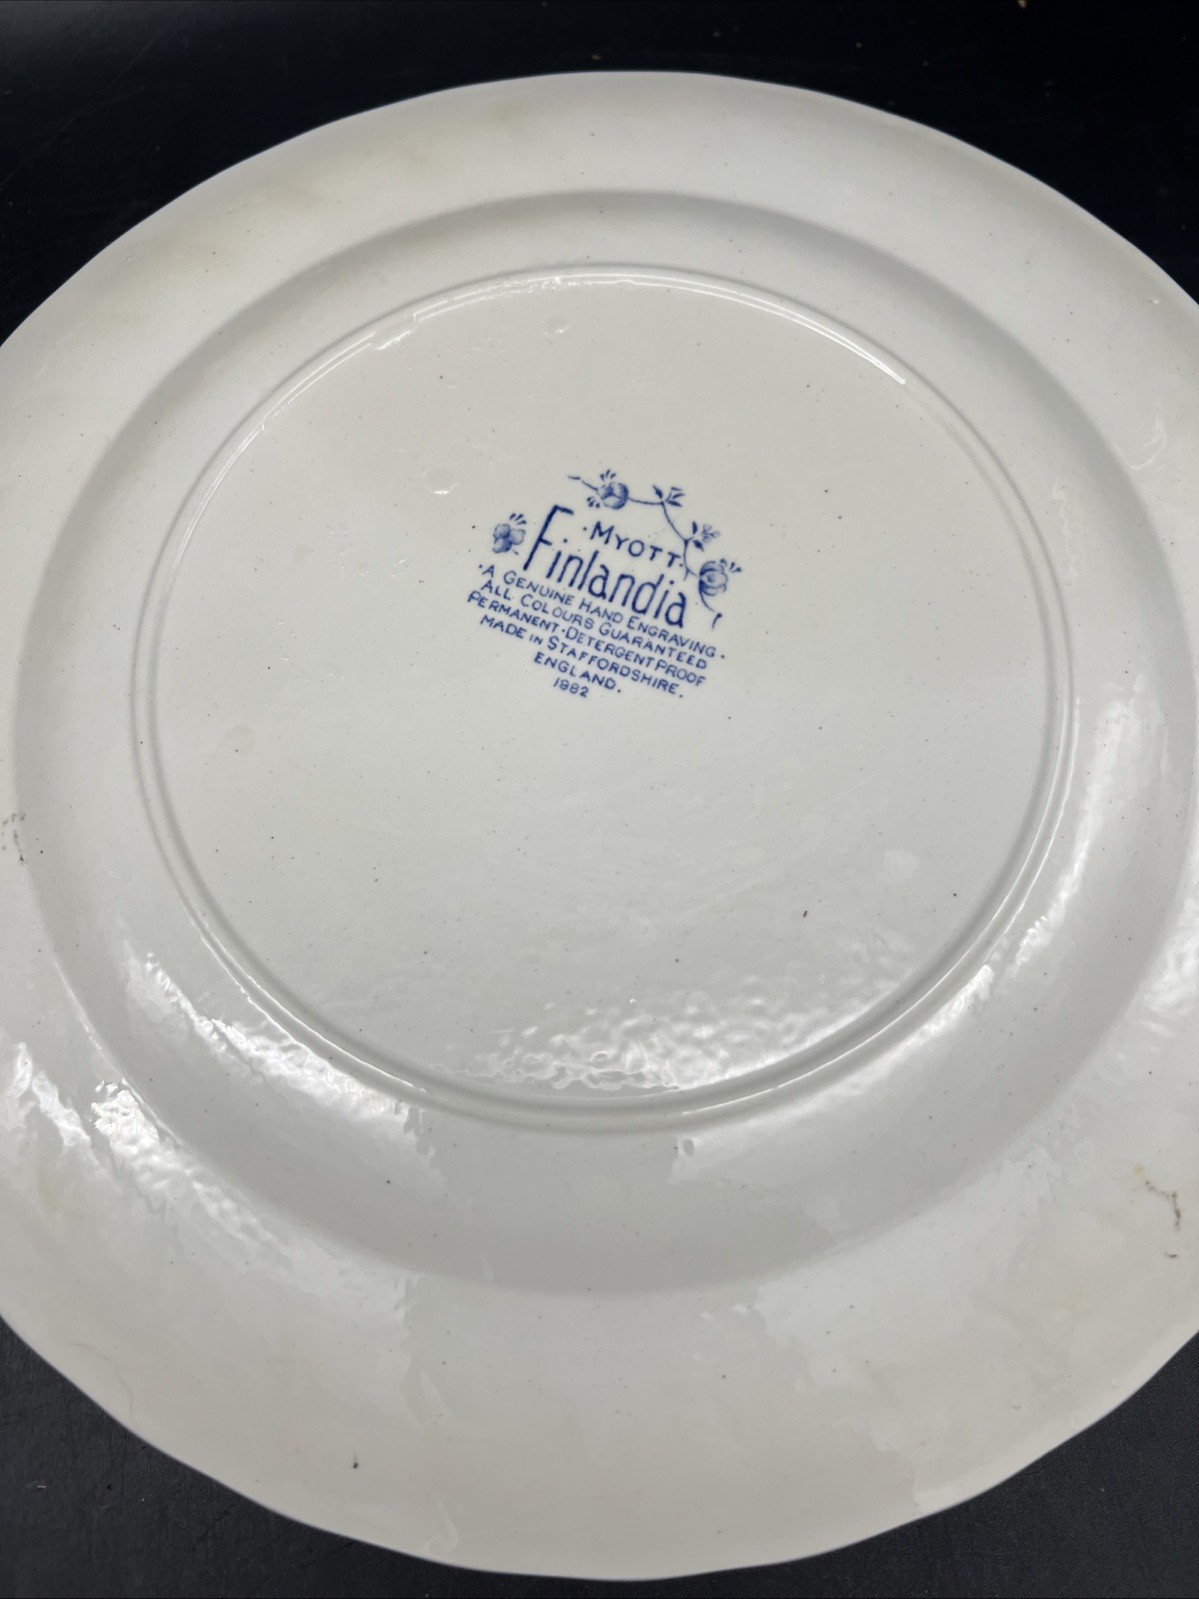 ·MYOTT·
Finlandia
·A GENUINE HAND ENGRAVING·
ALL COLOURS GUARANTEED
PERMANENT·DETERGENT PROOF
MADE IN STAFFORDSHIRE.
ENGLAND.
1982